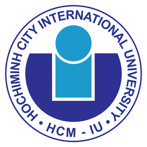 HOCHIMINH CITY INTERNATIONAL UNIVERSITY
• HCM - IU •